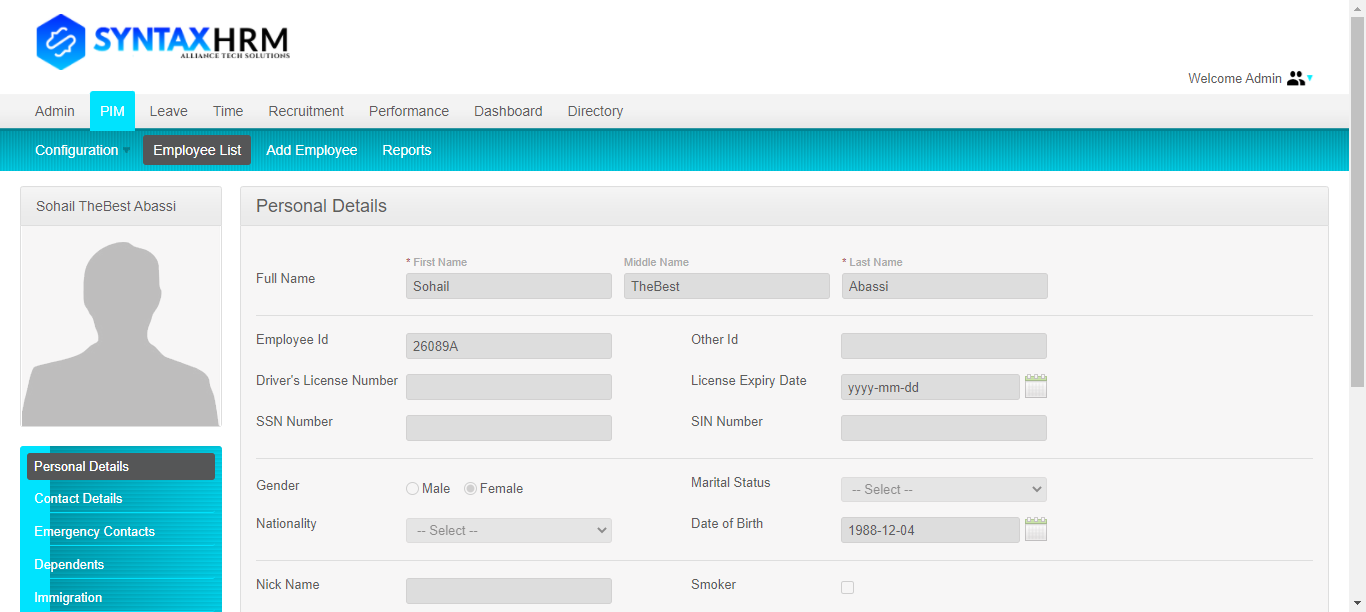 SYNTAXHRM
ALLIANCE TECH SOLUTIONS
Welcome Admin
Admin PIM Leave Time Recruitment Performance Dashboard Directory
Configuration Employee List Add Employee Reports
Sohail TheBest Abassi
Personal Details
Contact Details
Emergency Contacts
Dependents
Immigration
Personal Details
* First Name Middle Name * Last Name
Full Name Sohail TheBest Abassi
Employee Id 26089A Other Id
Driver's License Number License Expiry Date yyyy-mm-dd
SSN Number SIN Number
Gender Male Female Marital Status -- Select --
Nationality -- Select -- Date of Birth 1988-12-04
Nick Name Smoker